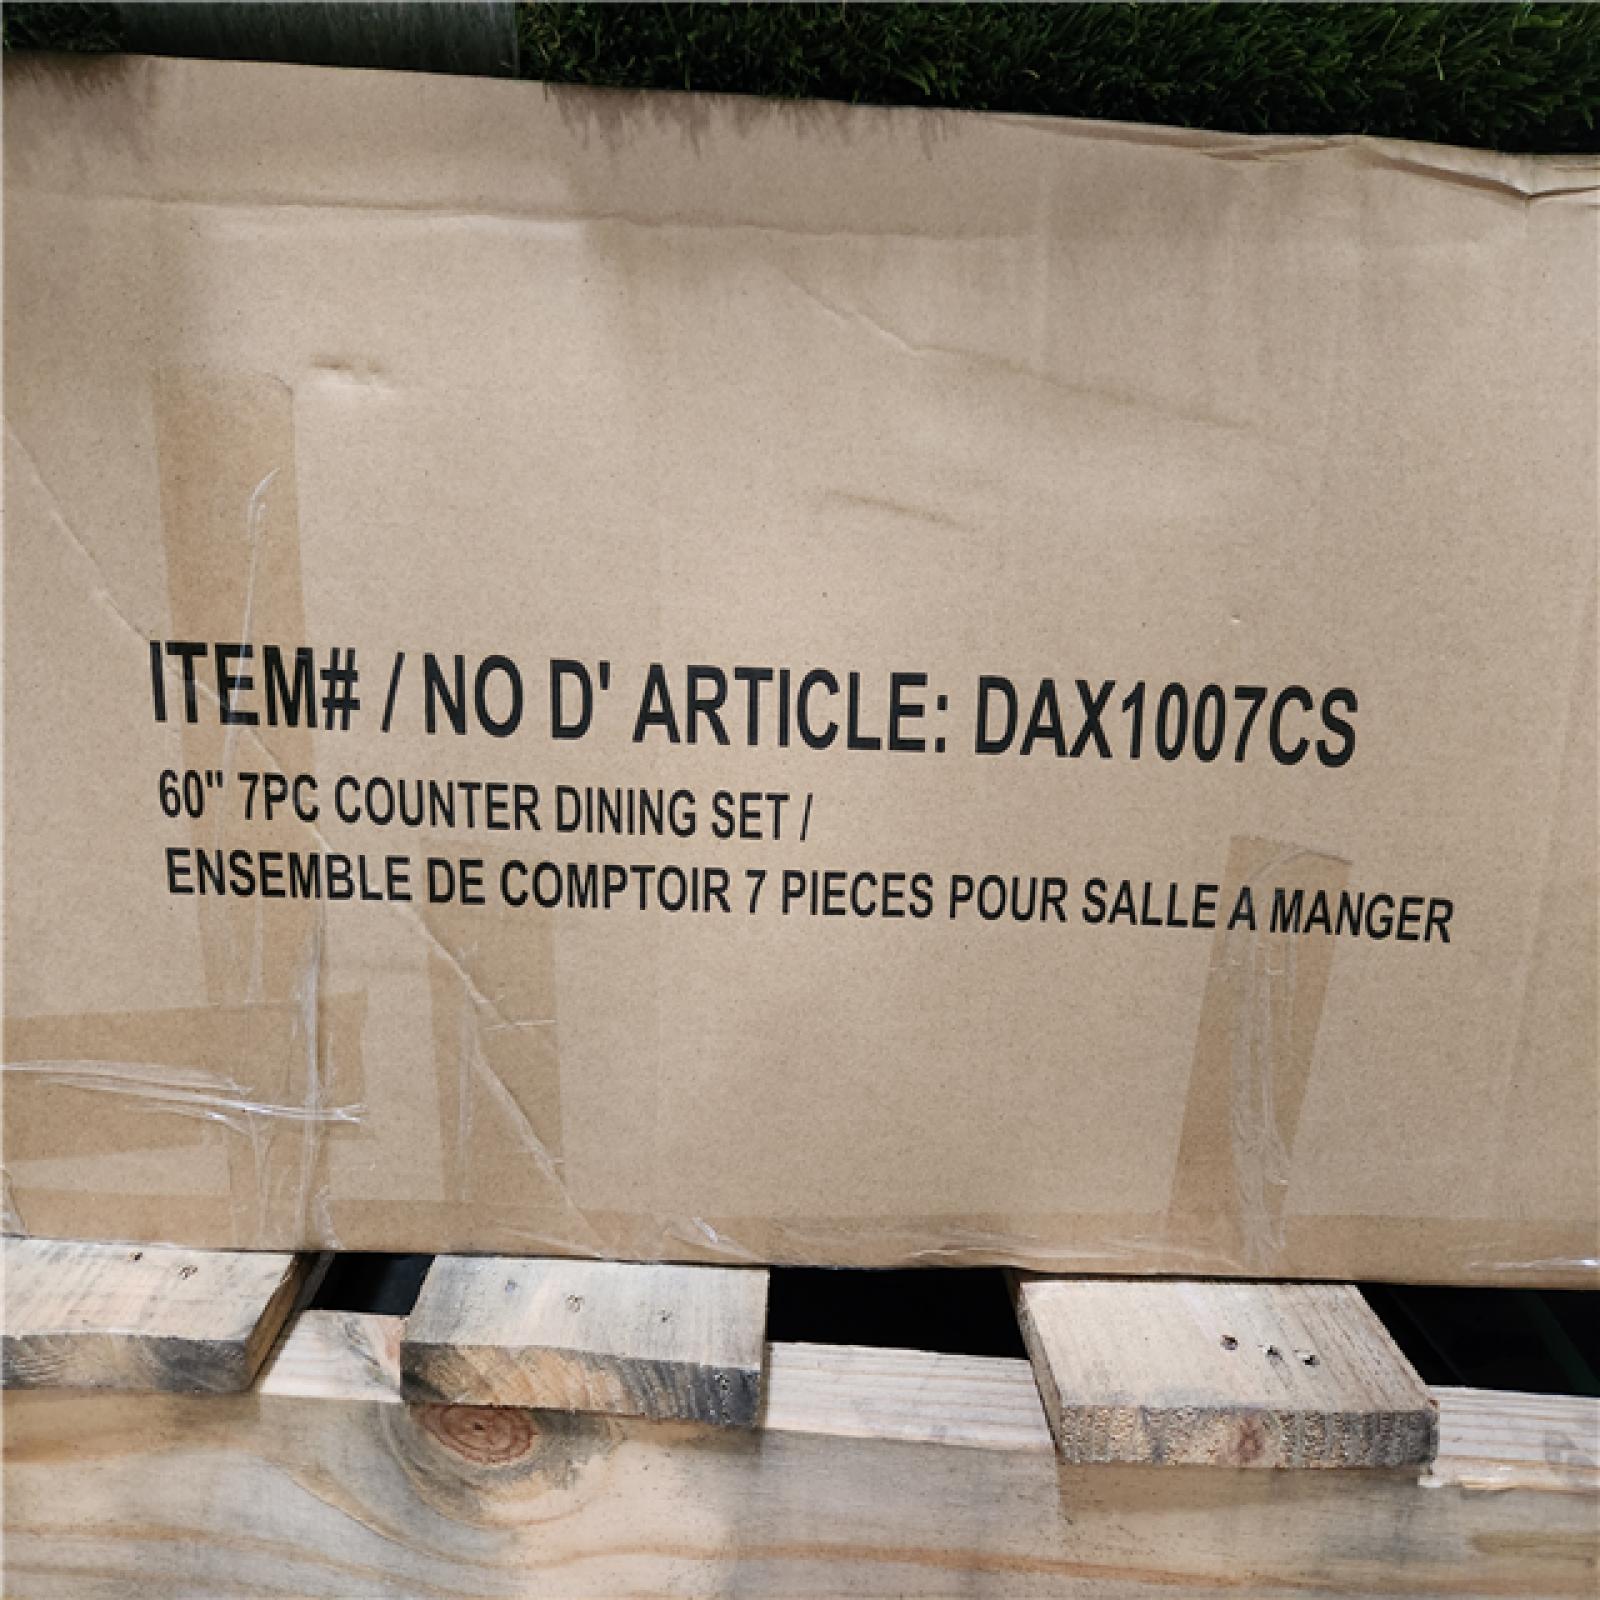 ITEM# / NO D' ARTICLE: DAX1007CS
60" 7PC COUNTER DINING SET /
ENSEMBLE DE COMPTOIR 7 PIECES POUR SALLE A MANGER